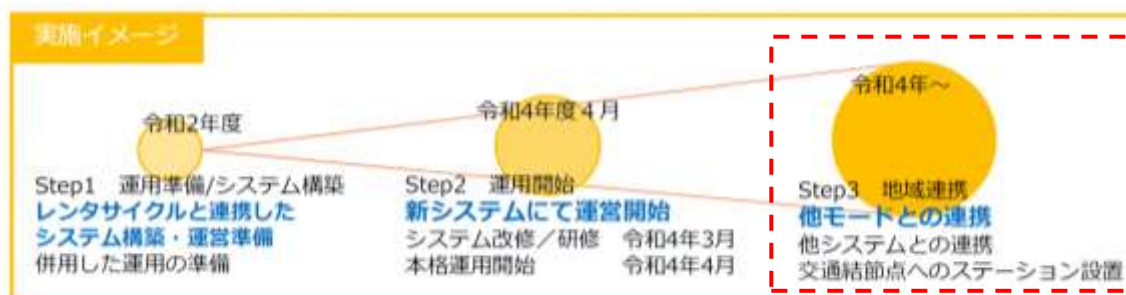 実施イメージ
令和2年度
Step1 運用準備/システム構築
レンタサイクルと連携した
システム構築・運営準備
併用した運用の準備
令和4年度４月
Step2 運用開始
新システムにて運営開始
システム改修／研修 令和4年3月
本格運用開始 令和4年4月
令和4年～
Step3 地域連携
他モードとの連携
他システムとの連携
交通結節点へのステーション設置